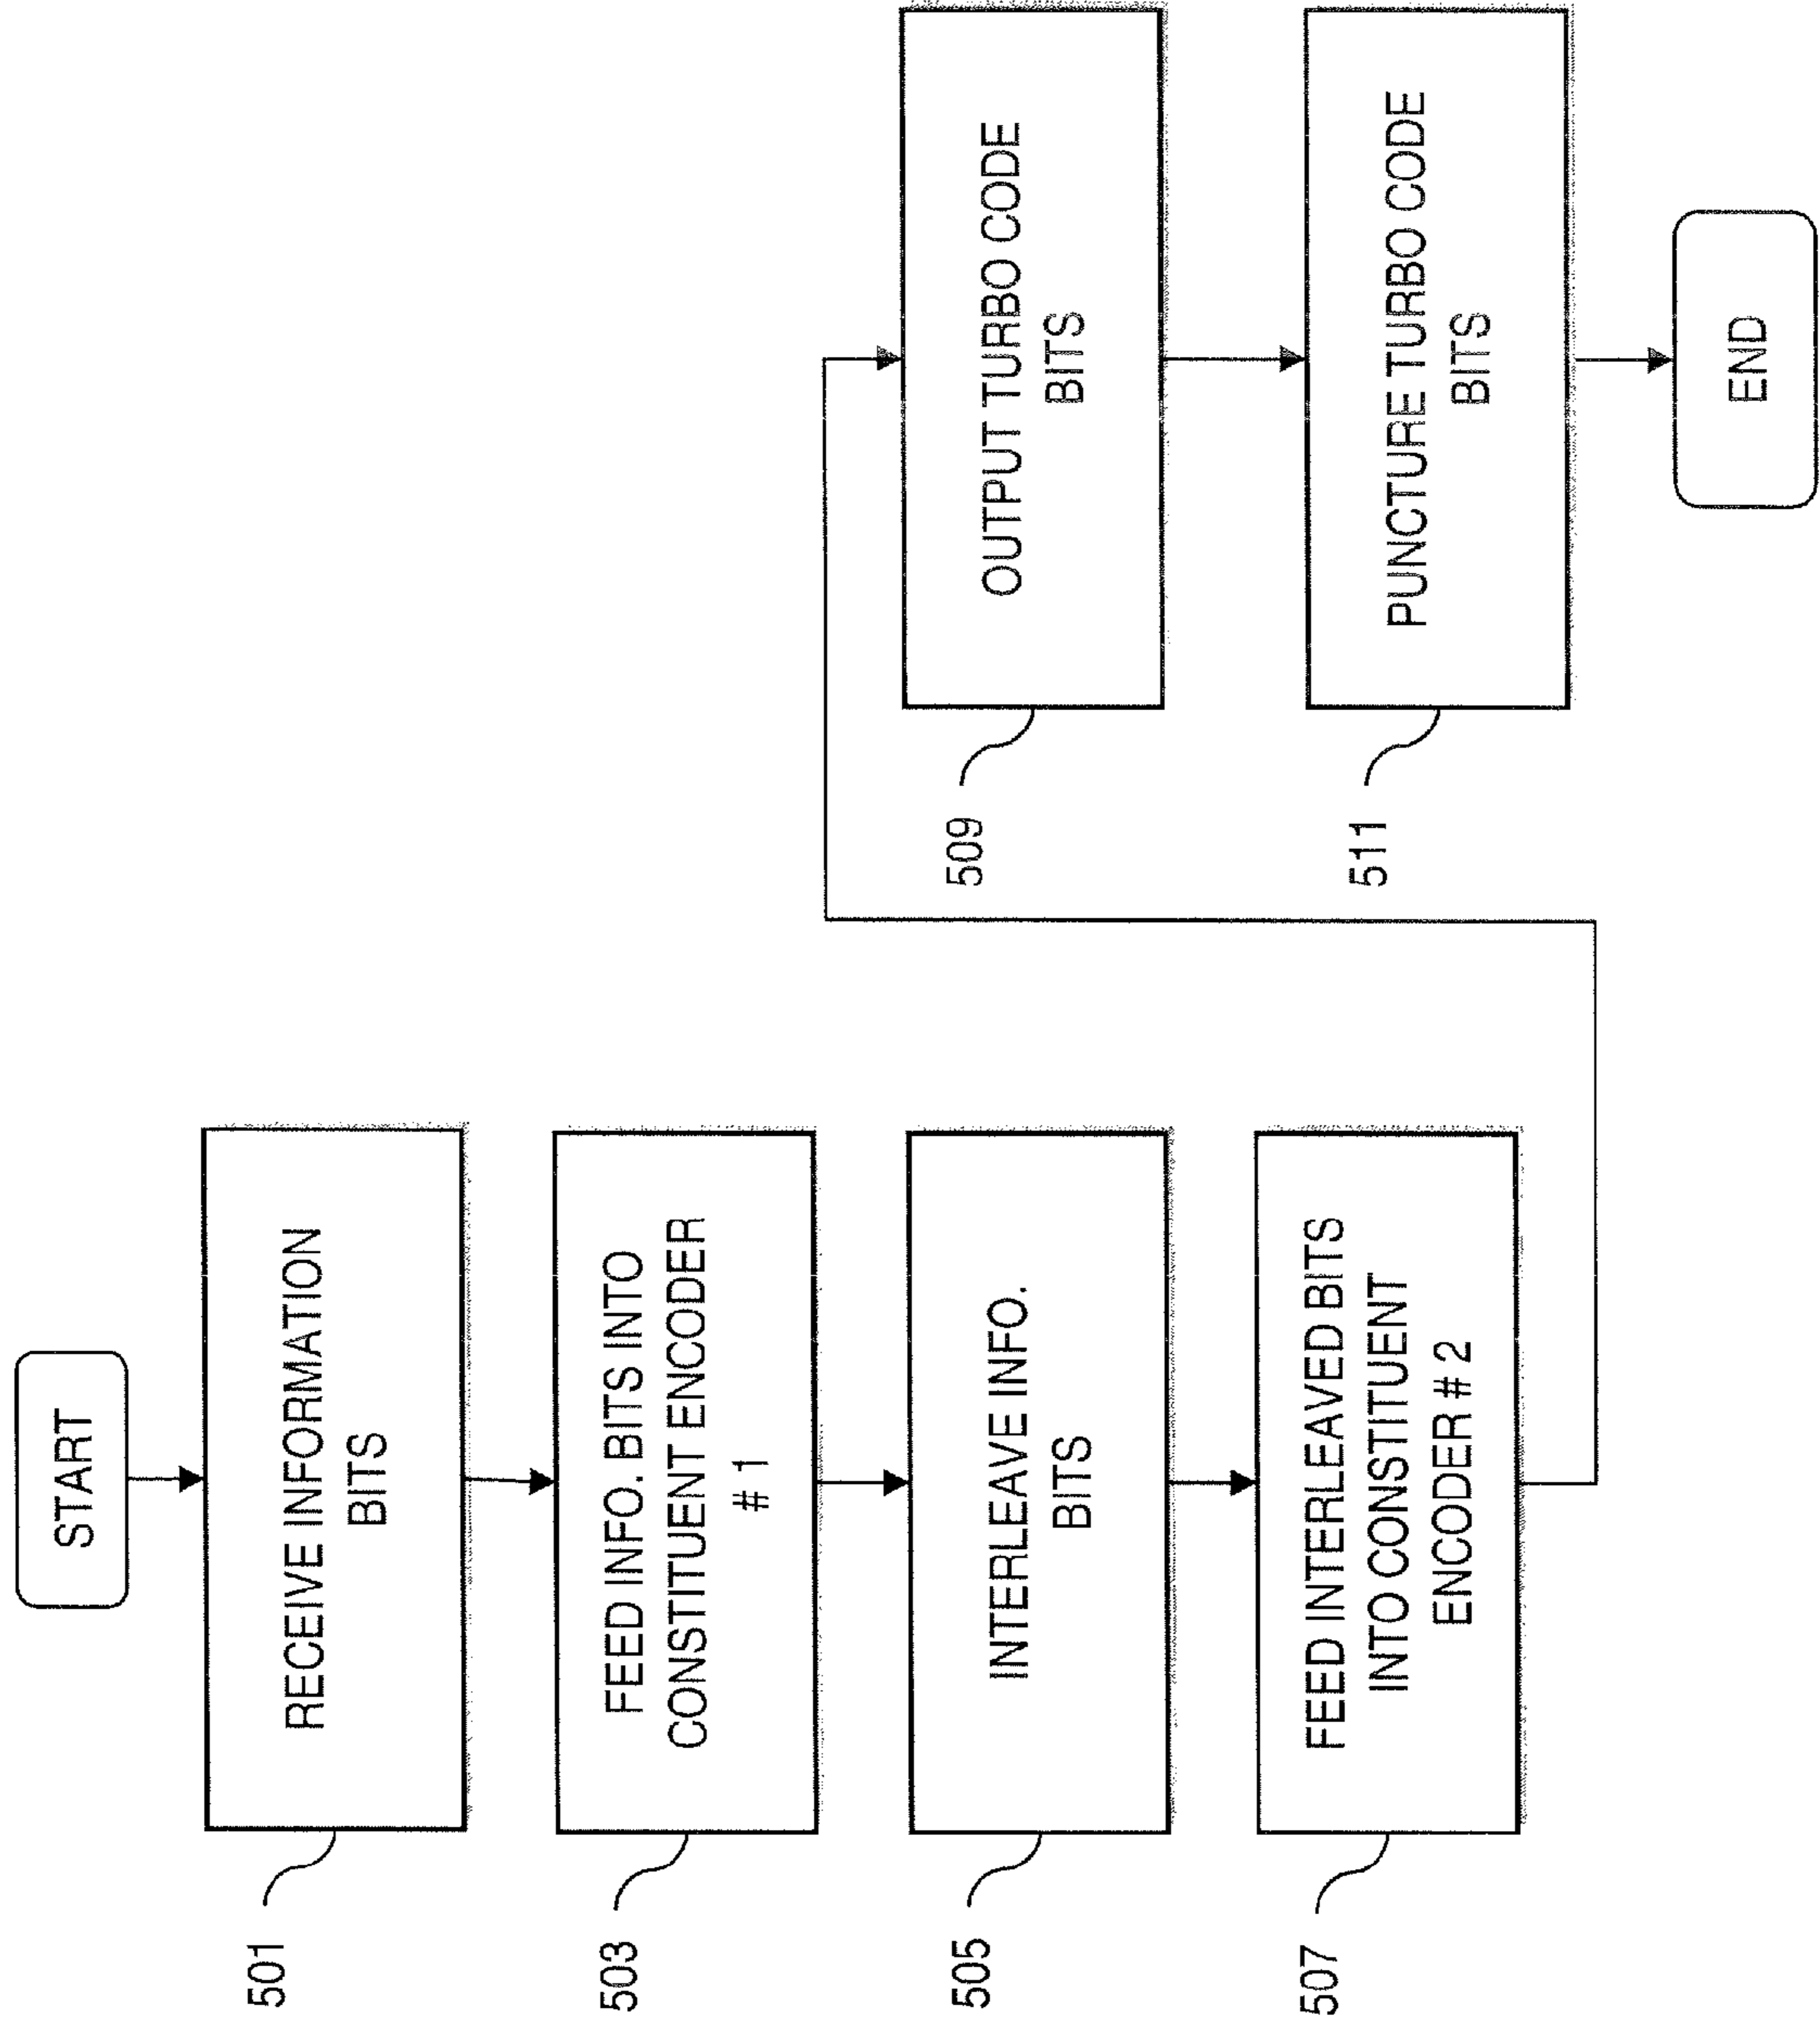 START
501
RECEIVE INFORMATION
BITS
503
FEED INFO. BITS INTO
CONSTITUENT ENCODER
# 1
505
INTERLEAVE INFO.
BITS
507
FEED INTERLEAVED BITS
INTO CONSTITUENT
ENCODER # 2
509
OUTPUT TURBO CODE
BITS
511
PUNCTURE TURBO CODE
BITS
END